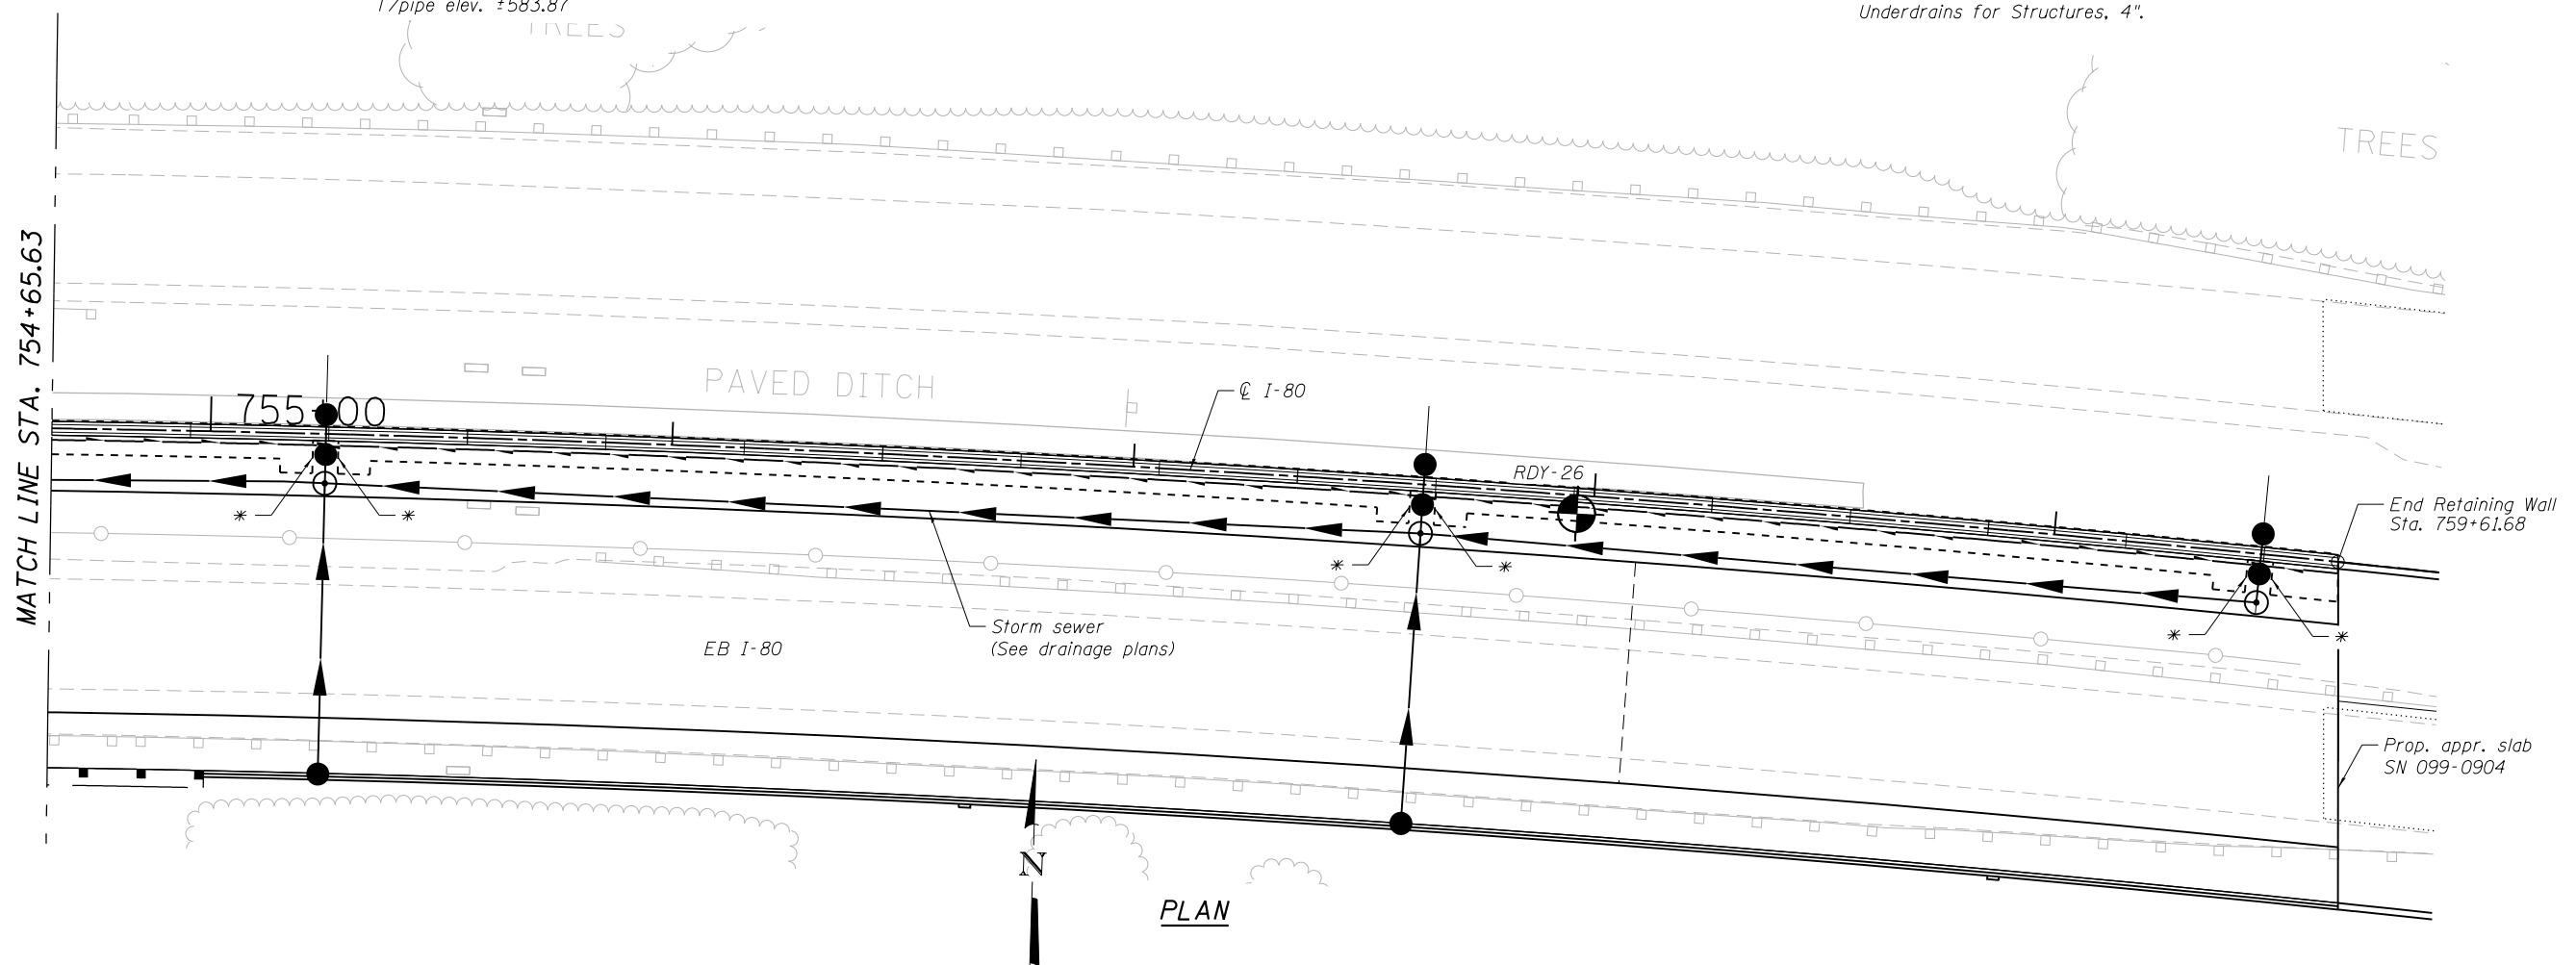 T/pipe elev. ±583.87
Underdrains for Structures, 4".
TREES
TREES
MATCH LINE STA. 754+65.63
PAVED DITCH
℄ I-80
755+00
RDY-26
End Retaining Wall
Sta. 759+61.68
*
*
*
*
*
*
Storm sewer
(See drainage plans)
EB I-80
Prop. appr. slab
SN 099-0904
N
PLAN